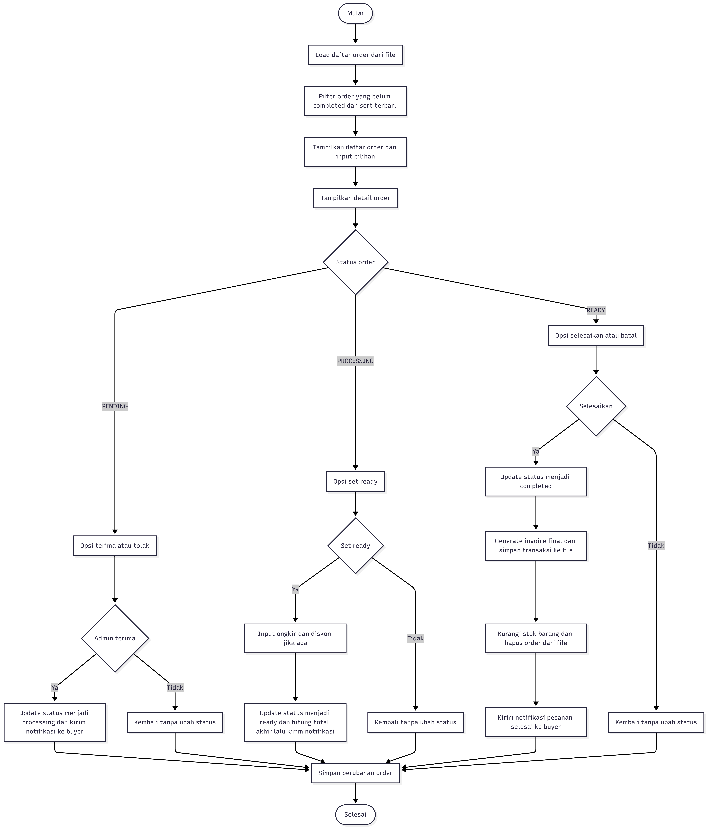 Mulai
Load daftar order dari file
Filter order yang belum
completed dan sort terbaru
Tampilkan daftar order dan
input pilihan
Tampilkan detail order
Status order
READY
Opsi selesaikan atau batal
PROCESSING
PENDING
Selesaikan
Ya
Update status menjadi
completed
Opsi set ready
Generate invoice final dan
simpan transaksi ke file
Opsi terima atau tolak
Set ready
Tidak
Ya
Admin terima
Input ongkir dan diskon
jika ada
Tidak
Kurangi stok barang dan
hapus order dari file
Ya
Tidak
Update status menjadi
processing dan kirim
notifikasi ke buyer
Kembali tanpa ubah status
Update status menjadi
ready dan hitung total
akhir lalu kirim notifikasi
Kembali tanpa ubah status
Kirim notifikasi pesanan
selesai ke buyer
Kembali tanpa ubah status
Simpan perubahan order
Selesai